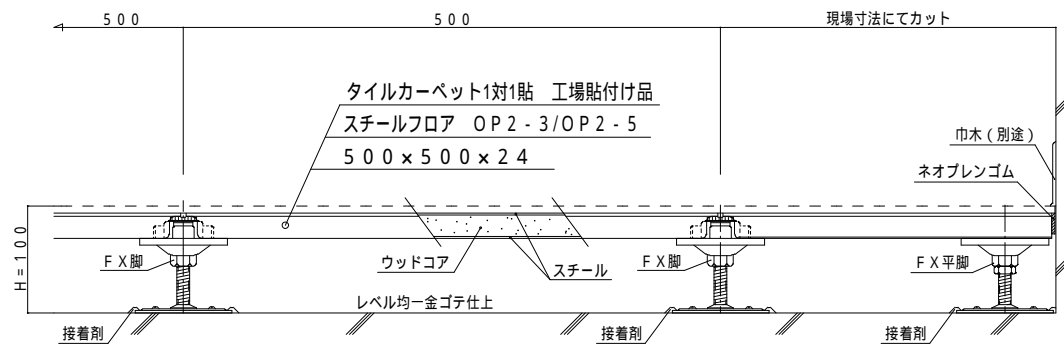 500
500
現場寸法にてカット
タイルカーペット1対1貼　工場貼付け品
スチールフロア　OP2-3/OP2-5
500×500×24
巾木(別途)
ネオプレンゴム
H=100
FX脚
ウッドコア
スチール
FX脚
FX平脚
レベル均一金ゴテ仕上
接着剤
接着剤
接着剤